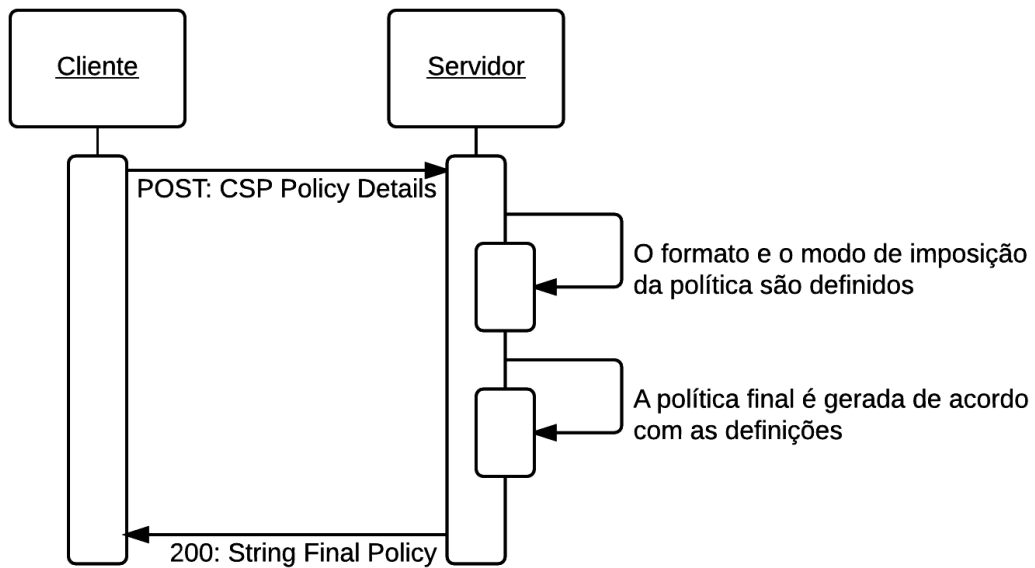 Cliente
Servidor
POST: CSP Policy Details
O formato e o modo de imposição
da política são definidos
A política final é gerada de acordo
com as definições
200: String Final Policy